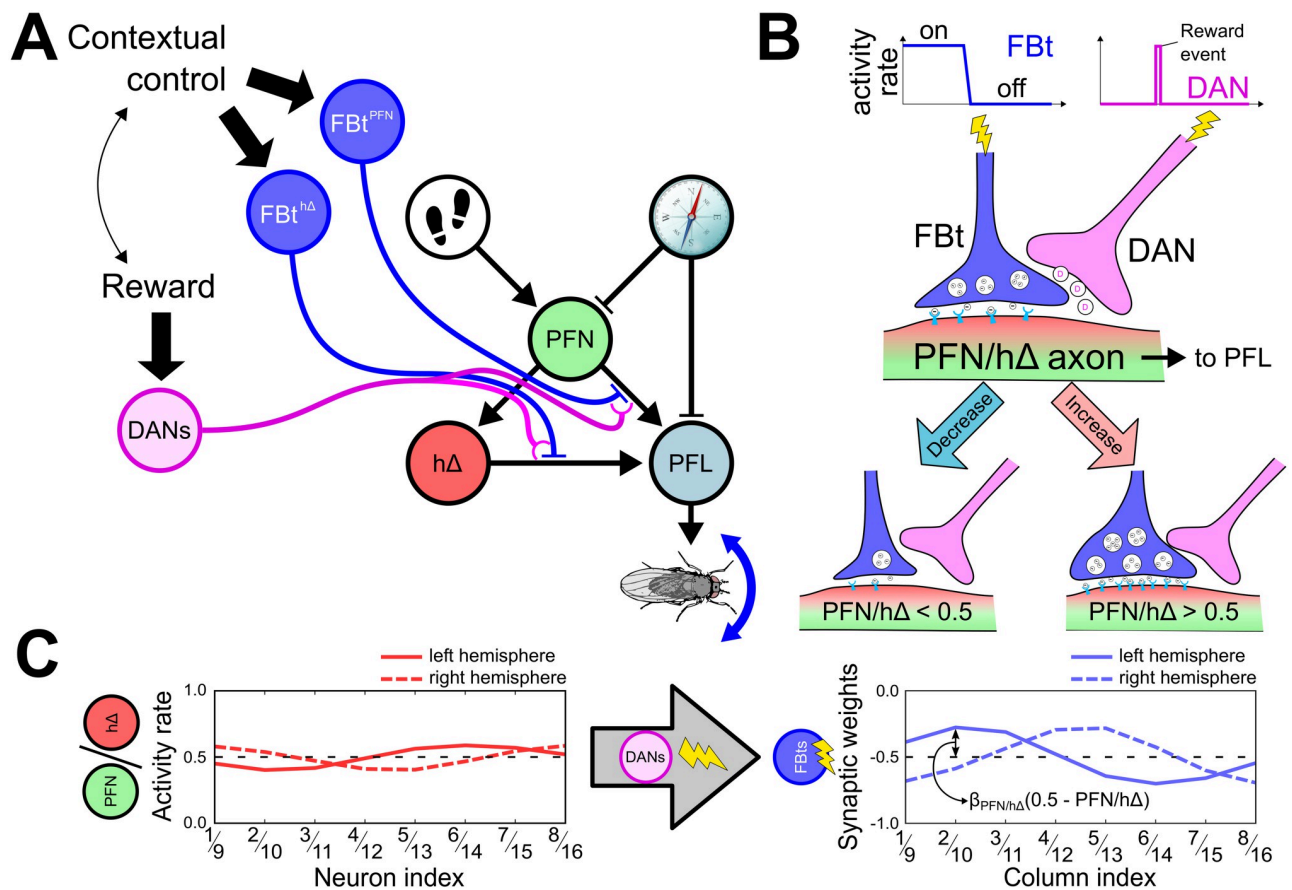 A
Contextual
control
FBtPFN
FBthΔ
Reward
DANs
N
E
S
W
PFN
hΔ
PFL
B
activity
rate
on
off
FBt
Reward
event
DAN
FBt
DAN
D
D
D
PFN/hΔ axon
to PFL
Decrease
Increase
PFN/hΔ < 0.5
PFN/hΔ > 0.5
C
left hemisphere
right hemisphere
hΔ
PFN
Activity rate
1.0
0.5
0.0
1/9 2/10 3/11 4/12 5/13 6/14 7/15 8/16
Neuron index
DANs
FBts
left hemisphere
right hemisphere
Synaptic weights
0.0
-0.5
-1.0
βPFN/hΔ(0.5 - PFN/hΔ)
1/9 2/10 3/11 4/12 5/13 6/14 7/15 8/16
Column index